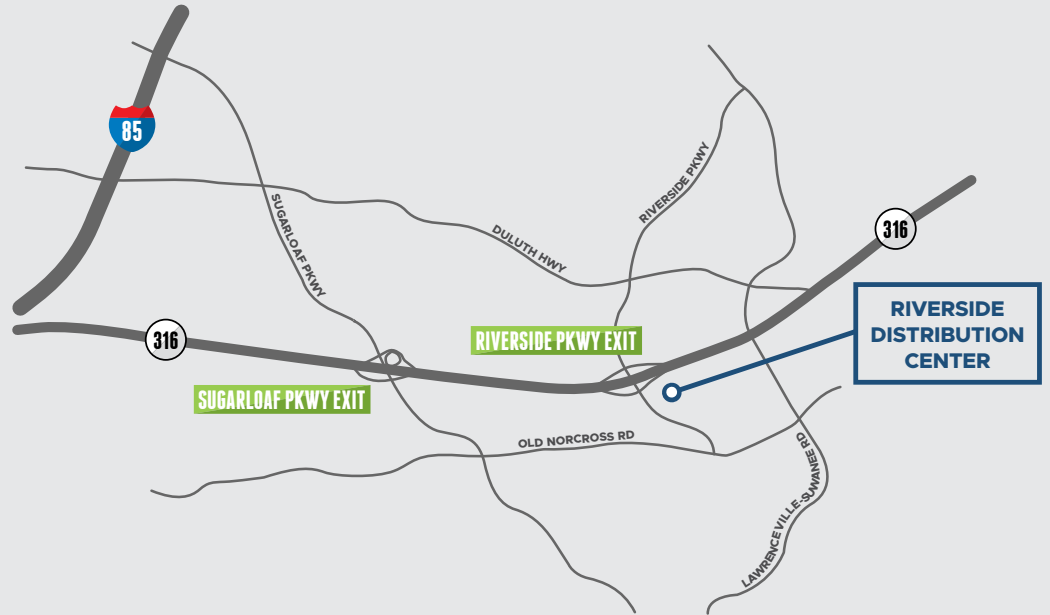 85
SUGARLOAF PKWY
RIVERSIDE PKWY
DULUTH HWY
316
RIVERSIDE
DISTRIBUTION
CENTER
316
RIVERSIDE PKWY EXIT
SUGARLOAF PKWY EXIT
OLD NORCROSS RD
LAWRENCEVILLE-SUWANEE RD